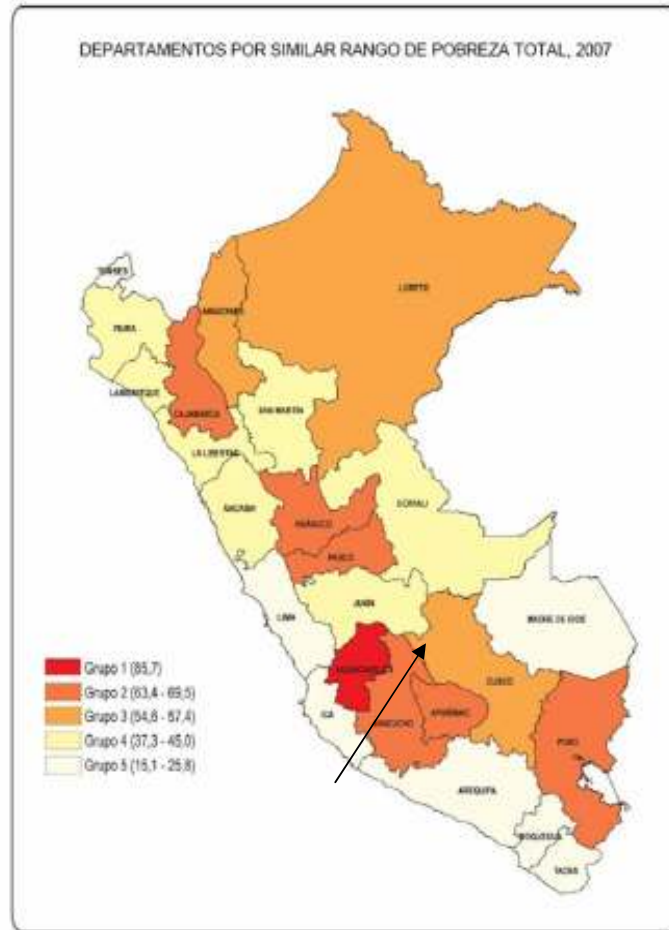 DEPARTAMENTOS POR SIMILAR RANGO DE POBREZA TOTAL, 2007
TUMBES
PIURA
AMAZONAS
LORETO
LAMBAYEQUE
CAJAMARCA
SAN MARTIN
LA LIBERTAD
ANCASH
HUANUCO
UCAYALI
PASCO
JUNIN
LIMA
MADRE DE DIOS
HUANCAVELICA
CUSCO
ICA
AYACUCHO
APURIMAC
PUNO
AREQUIPA
MOQUEGUA
TACNA
Grupo 1 (85,7)
Grupo 2 (63,4 - 69,5)
Grupo 3 (54,6 - 57,4)
Grupo 4 (37,3 - 45,0)
Grupo 5 (15,1 - 25,8)